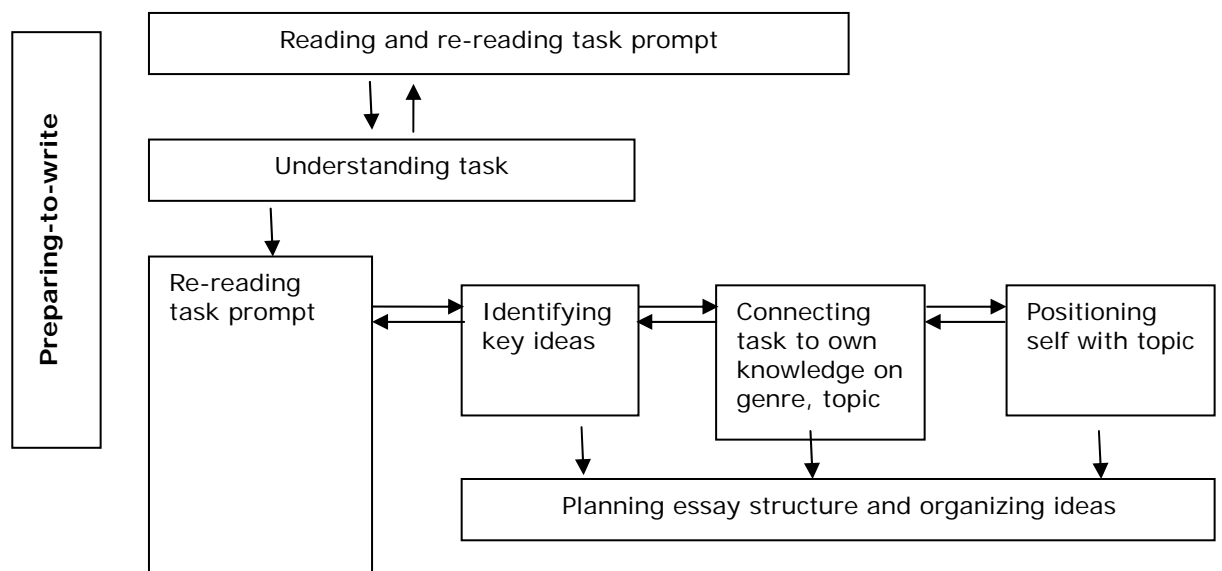 Preparing-to-write
Reading and re-reading task prompt
Understanding task
Re-reading
task prompt
Identifying
key ideas
Connecting
task to own
knowledge on
genre, topic
Positioning
self with topic
Planning essay structure and organizing ideas